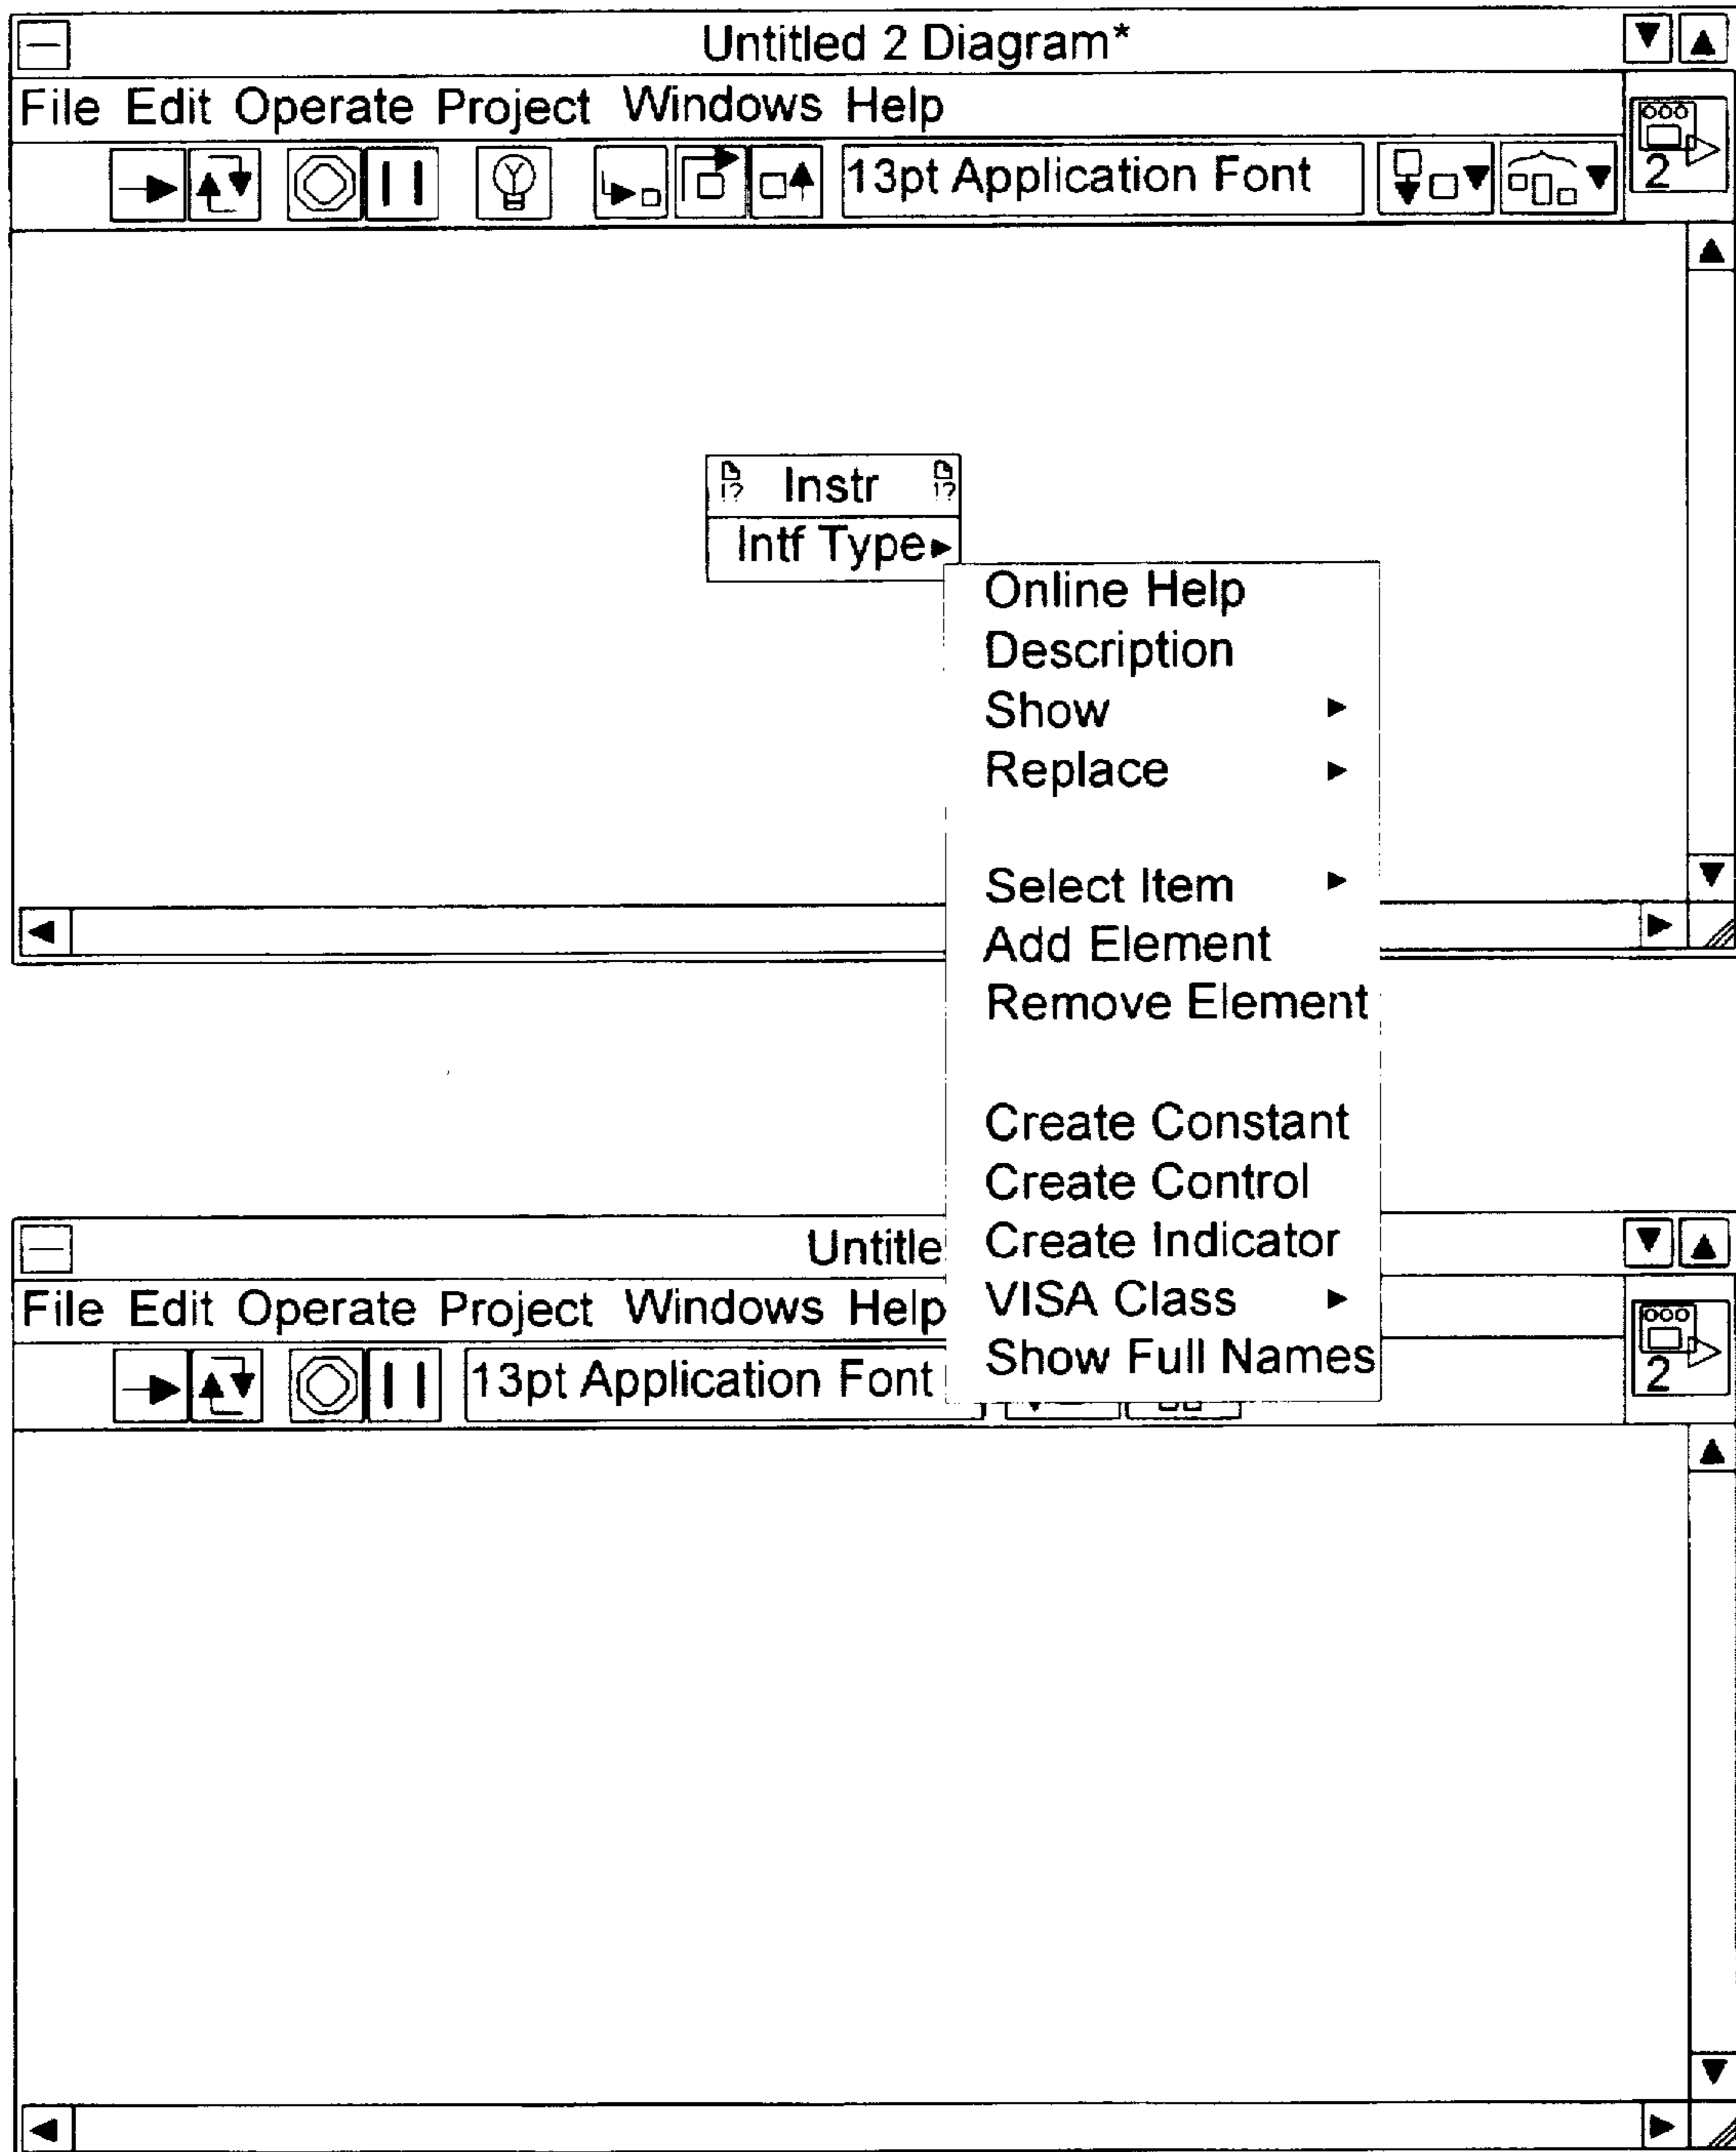 Untitled 2 Diagram*
File Edit Operate Project Windows Help
2
13pt Application Font
!? Instr !?
Intf Type
Online Help
Description
Show
Replace
Select Item
Add Element
Remove Element
Create Constant
Create Control
Create Indicator
VISA Class
Show Full Names
Untitle
File Edit Operate Project Windows Help
2
13pt Application Font